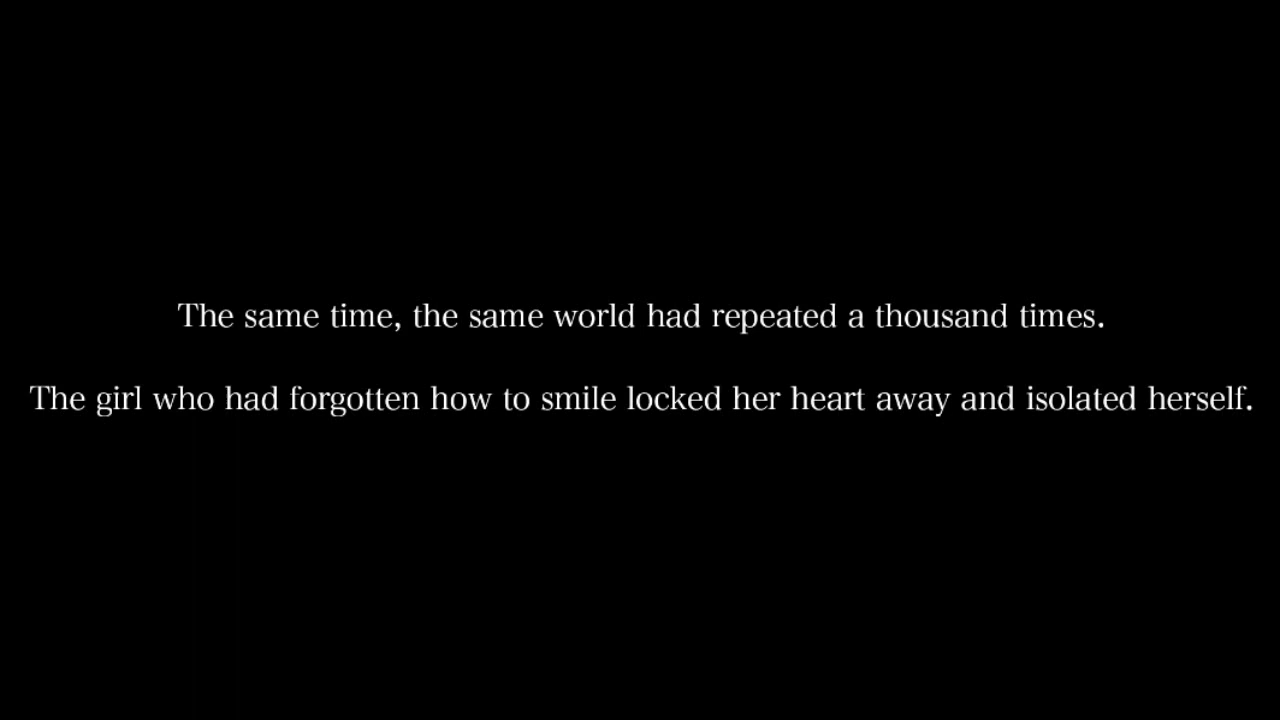 The same time, the same world had repeated a thousand times.
The girl who had forgotten how to smile locked her heart away and isolated herself.